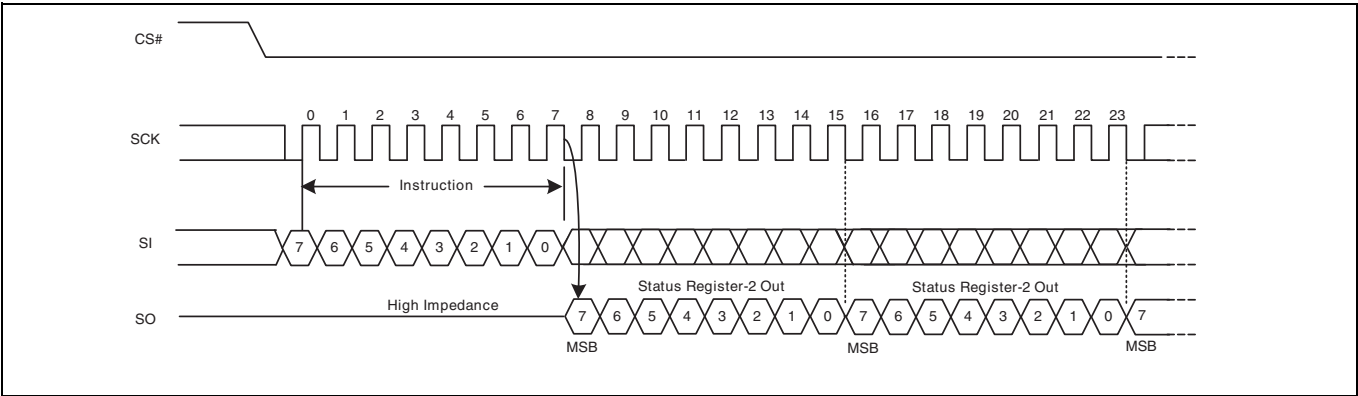 CS#
0 1 2 3 4 5 6 7 8 9 10 11 12 13 14 15 16 17 18 19 20 21 22 23
SCK
Instruction
SI 7 6 5 4 3 2 1 0
Status Register-2 Out Status Register-2 Out
High Impedance
SO 7 6 5 4 3 2 1 0 7 6 5 4 3 2 1 0 7
MSB MSB MSB